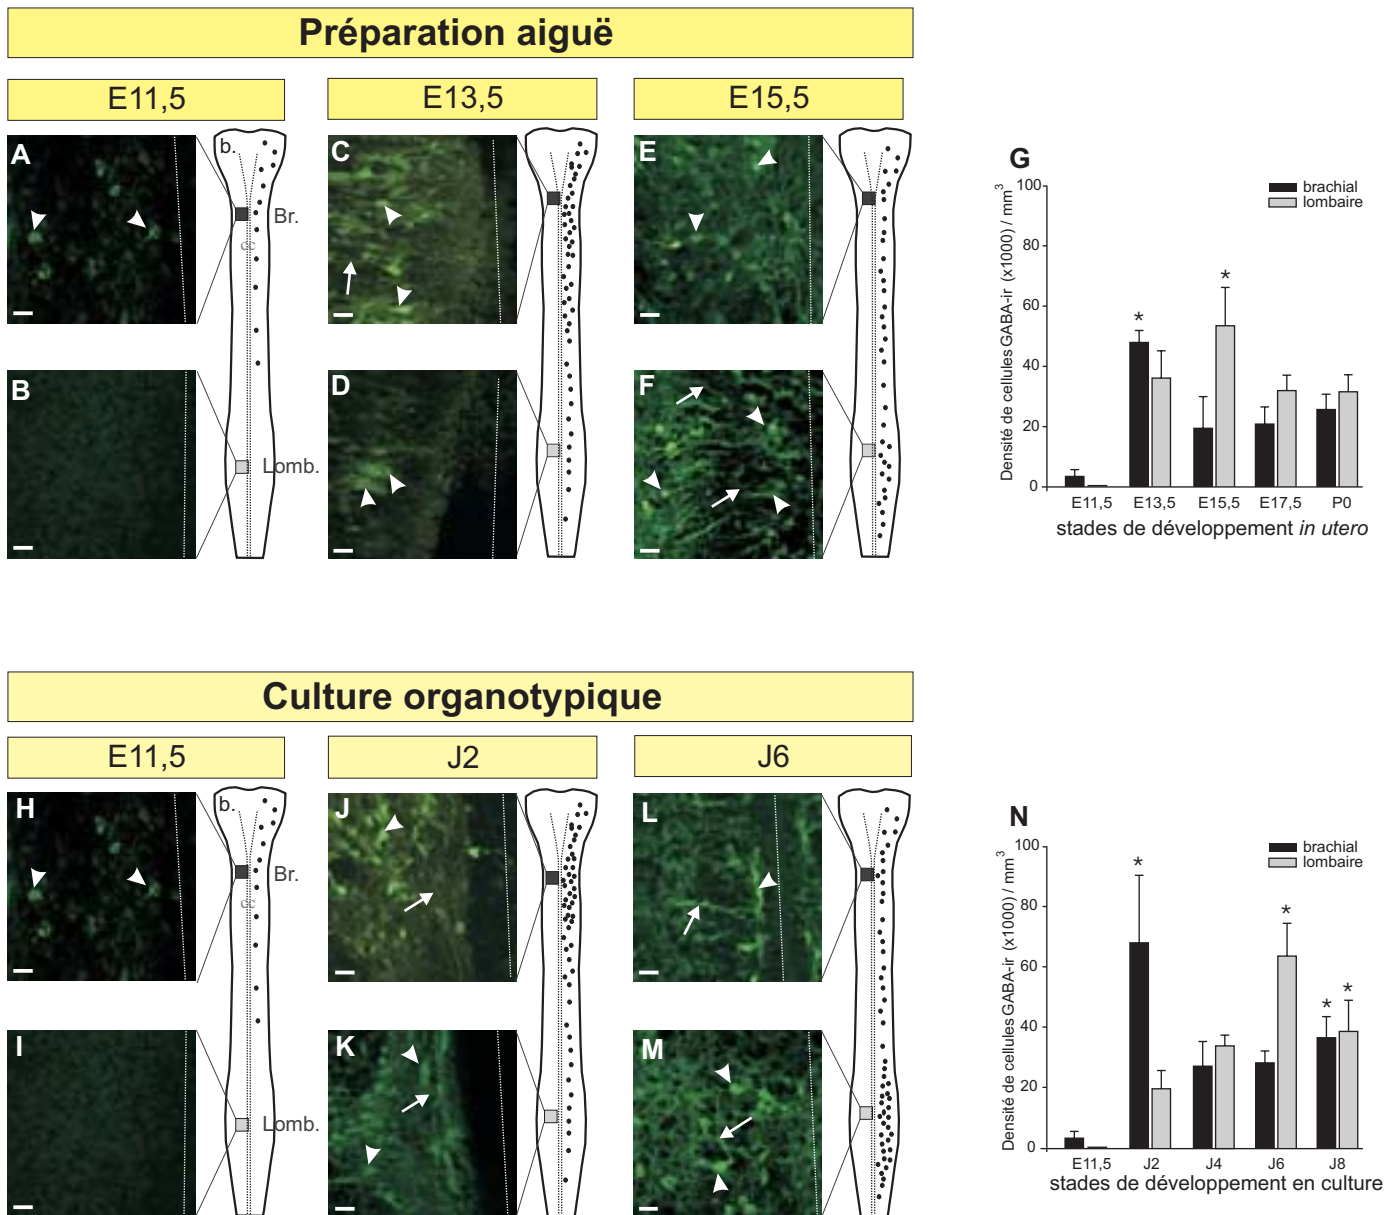 Préparation aiguë
E11,5
E13,5
E15,5
A
b.
Br.
cc
B
Lomb.
C
D
E
F
G
Densité de cellules GABA-ir (x1000) / mm3
100
80
60
40
20
0
brachial
lombaire
*
*
E11,5 E13,5 E15,5 E17,5 P0
stades de développement in utero
Culture organotypique
E11,5
J2
J6
H
b.
Br.
cc
I
Lomb.
J
K
L
M
N
Densité de cellules GABA-ir (x1000) / mm3
100
80
60
40
20
0
brachial
lombaire
*
*
*
*
E11,5 J2 J4 J6 J8
stades de développement en culture